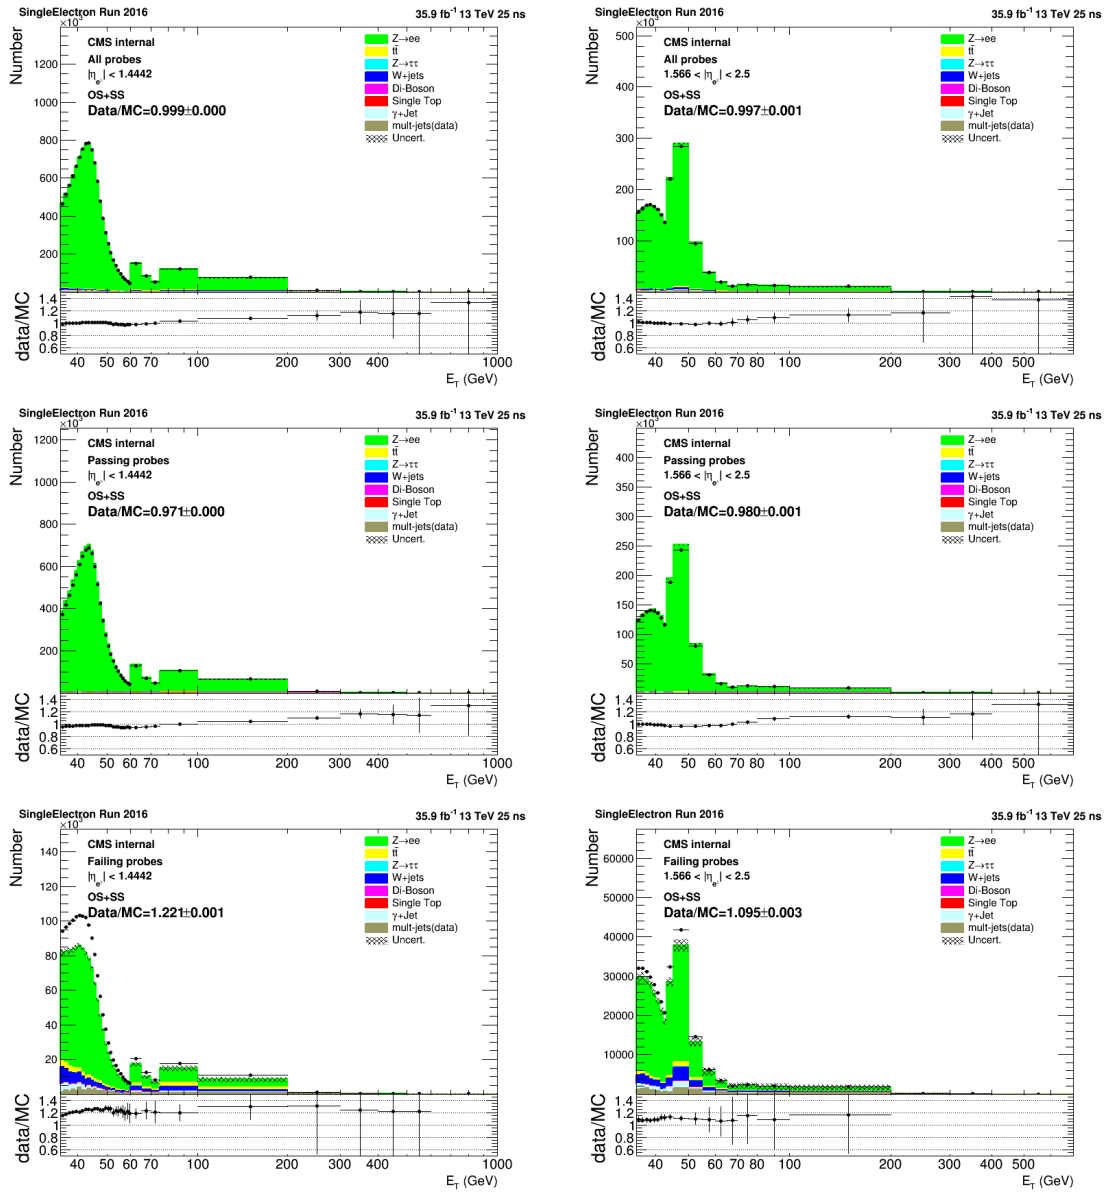 SingleElectron Run 2016
35.9 fb⁻¹ 13 TeV 25 ns
×10³
Number
CMS internal
All probes
|η_e| < 1.4442
OS+SS
Data/MC=0.999±0.000
Z→ee
tt̄
Z→ττ
W+jets
Di-Boson
Single Top
γ+Jet
mult-jets(data)
Uncert.
1200
1000
800
600
400
200
data/MC
1.4
1.2
1
0.8
0.6
40 50 60 70 100 200 300 400 1000
E_T (GeV)
SingleElectron Run 2016
35.9 fb⁻¹ 13 TeV 25 ns
×10³
Number
CMS internal
All probes
1.566 < |η_e| < 2.5
OS+SS
Data/MC=0.997±0.001
Z→ee
tt̄
Z→ττ
W+jets
Di-Boson
Single Top
γ+Jet
mult-jets(data)
Uncert.
500
400
300
200
100
data/MC
1.4
1.2
1
0.8
0.6
40 50 60 70 100 200 300 400 500
E_T (GeV)
SingleElectron Run 2016
35.9 fb⁻¹ 13 TeV 25 ns
×10³
Number
CMS internal
Passing probes
|η_e| < 1.4442
OS+SS
Data/MC=0.971±0.000
Z→ee
tt̄
Z→ττ
W+jets
Di-Boson
Single Top
γ+Jet
mult-jets(data)
Uncert.
1200
1000
800
600
400
200
data/MC
1.4
1.2
1
0.8
0.6
40 50 60 70 100 200 300 400 1000
E_T (GeV)
SingleElectron Run 2016
35.9 fb⁻¹ 13 TeV 25 ns
×10³
Number
CMS internal
Passing probes
1.566 < |η_e| < 2.5
OS+SS
Data/MC=0.980±0.001
Z→ee
tt̄
Z→ττ
W+jets
Di-Boson
Single Top
γ+Jet
mult-jets(data)
Uncert.
400
350
300
250
200
150
100
50
data/MC
1.4
1.2
1
0.8
0.6
40 50 60 70 100 200 300 400 500
E_T (GeV)
SingleElectron Run 2016
35.9 fb⁻¹ 13 TeV 25 ns
×10³
Number
CMS internal
Failing probes
|η_e| < 1.4442
OS+SS
Data/MC=1.221±0.001
Z→ee
tt̄
Z→ττ
W+jets
Di-Boson
Single Top
γ+Jet
mult-jets(data)
Uncert.
140
120
100
80
60
40
20
data/MC
1.4
1.2
1
0.8
0.6
40 50 60 70 100 200 300 400 1000
E_T (GeV)
SingleElectron Run 2016
35.9 fb⁻¹ 13 TeV 25 ns
Number
CMS internal
Failing probes
1.566 < |η_e| < 2.5
OS+SS
Data/MC=1.095±0.003
Z→ee
tt̄
Z→ττ
W+jets
Di-Boson
Single Top
γ+Jet
mult-jets(data)
Uncert.
60000
50000
40000
30000
20000
10000
data/MC
1.4
1.2
1
0.8
0.6
40 50 60 70 100 200 300 400 500
E_T (GeV)